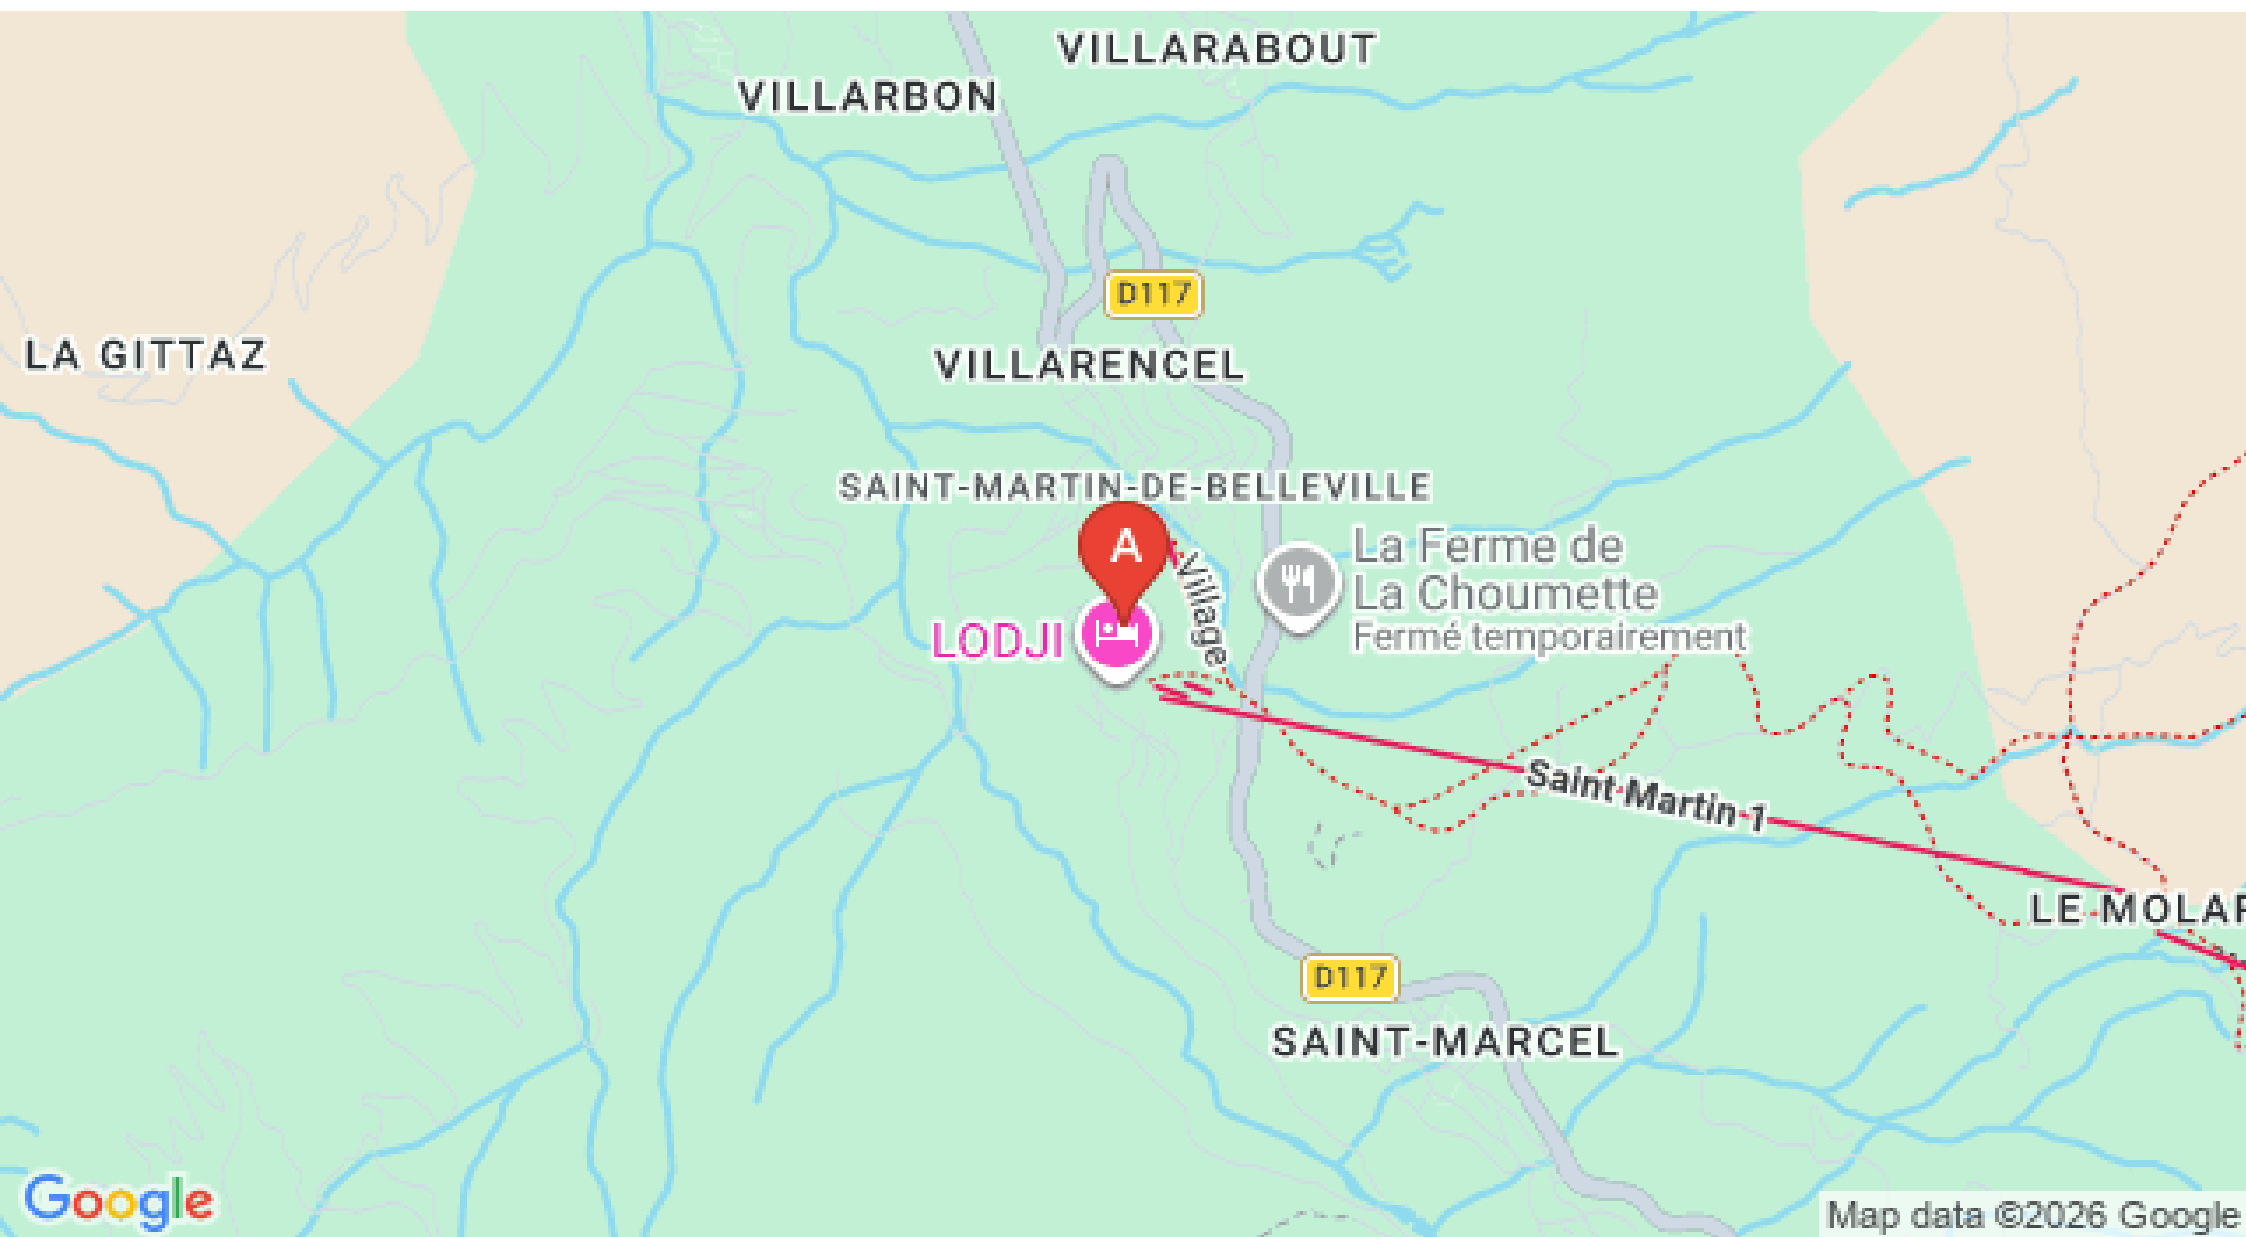 VILLARABOUT
VILLARBON
D117
LA GITTAZ
VILLARENCEL
SAINT-MARTIN-DE-BELLEVILLE
A
La Ferme de
La Choumette
Fermé temporairement
Village
LODJI
Saint Martin 1
LE MOLAR
D117
SAINT-MARCEL
Google
Map data ©2026 Google